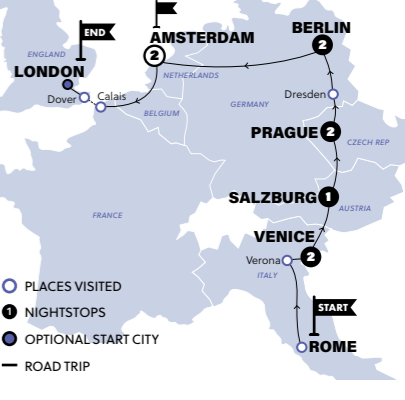 BERLIN
END
AMSTERDAM
2
2
ENGLAND
LONDON
NETHERLANDS
Dover
Calais
Dresden
GERMANY
BELGIUM
PRAGUE
2
CZECH REP
SALZBURG
1
AUSTRIA
FRANCE
VENICE
2
Verona
ITALY
PLACES VISITED
1 NIGHTSTOPS
OPTIONAL START CITY
ROAD TRIP
START
ROME